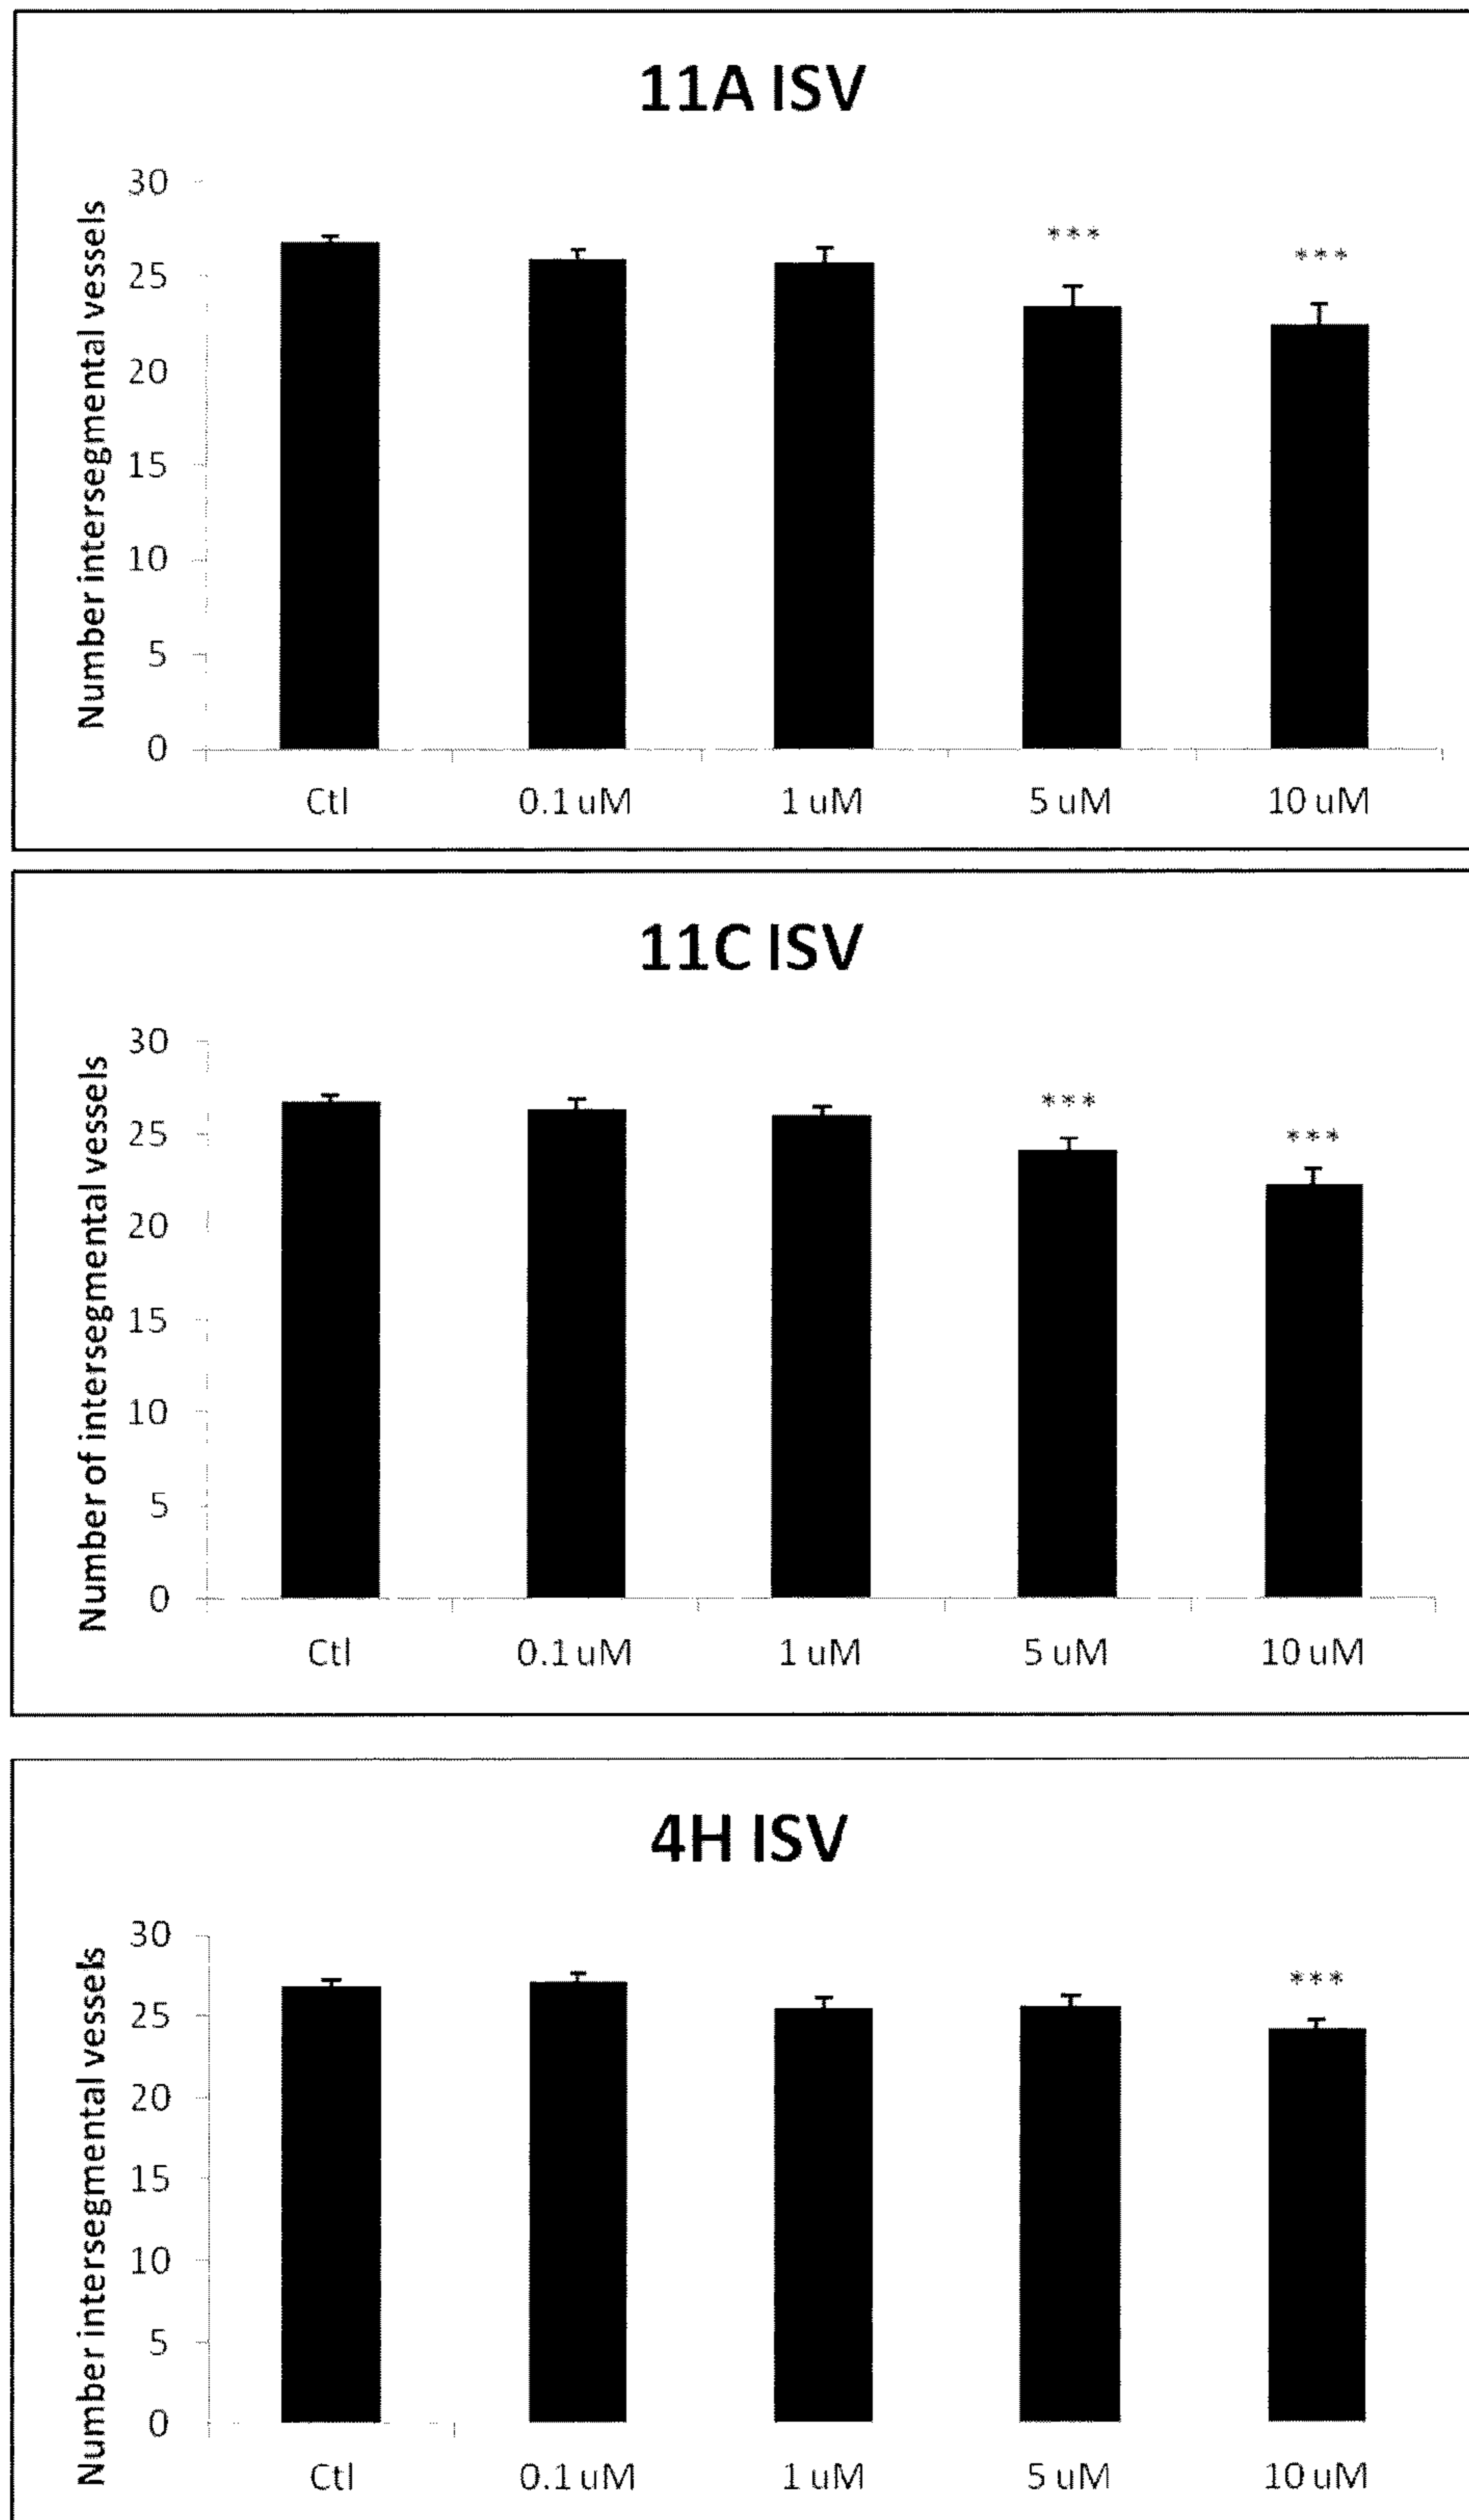 11A ISV
Number intersegmental vessels
30
25
20
15
10
5
0
***
***
Ctl
0.1 uM
1 uM
5 uM
10 uM
11C ISV
Number of intersegmental vessels
30
25
20
15
10
5
0
***
***
Ctl
0.1 uM
1 uM
5 uM
10 uM
4H ISV
Number intersegmental vessels
30
25
20
15
10
5
0
***
Ctl
0.1 uM
1 uM
5 uM
10 uM